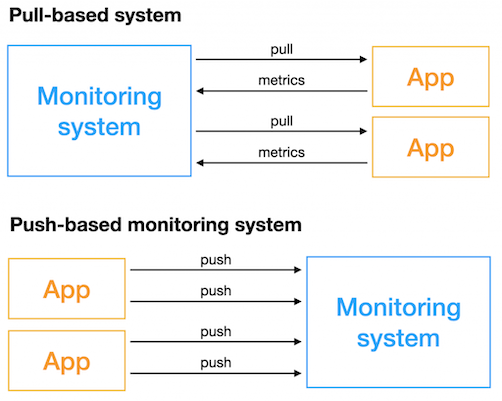 Pull-based system
pull
metrics
pull
metrics
Monitoring
system
App
App
Push-based monitoring system
App
App
push
push
push
push
Monitoring
system